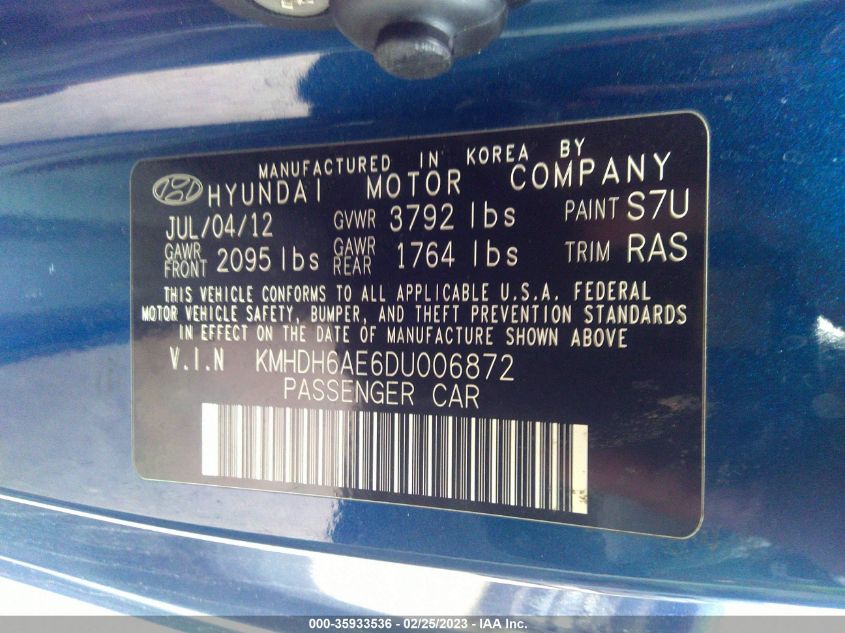 MANUFACTURED IN KOREA BY
HYUNDAI MOTOR COMPANY
JUL/04/12 GVWR 3792 lbs PAINT S7U
GAWR FRONT 2095 lbs GAWR REAR 1764 lbs TRIM RAS
THIS VEHICLE CONFORMS TO ALL APPLICABLE U.S.A. FEDERAL
MOTOR VEHICLE SAFETY, BUMPER, AND THEFT PREVENTION STANDARDS
IN EFFECT ON THE DATE OF MANUFACTURE SHOWN ABOVE
V.I.N KMHDH6AE6DU006872
PASSENGER CAR
000-35933536 - 02/25/2023 - IAA Inc.